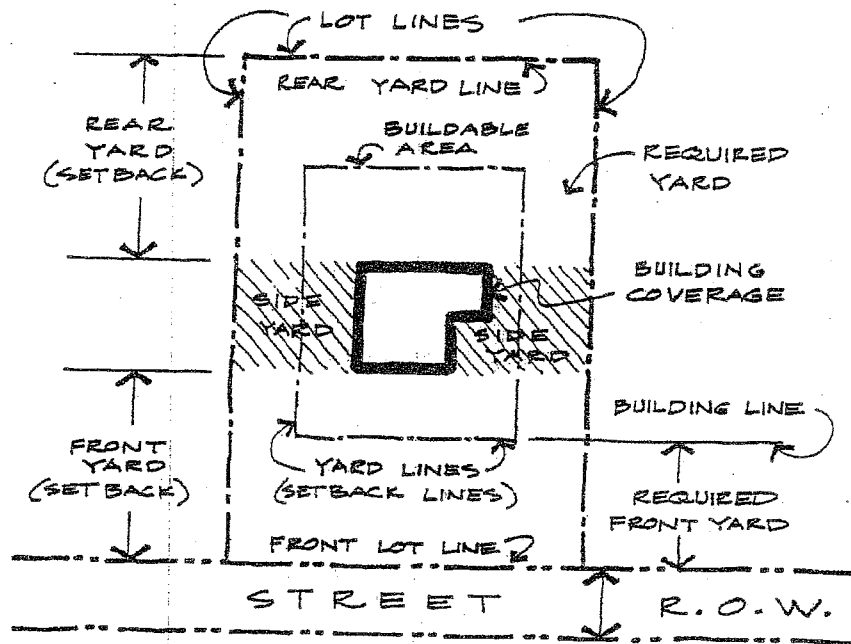 LOT LINES
REAR YARD LINE
BUILDABLE
AREA
REAR
YARD
(SETBACK)
REQUIRED
YARD
SIDE
YARD
BUILDING
COVERAGE
SIDE
YARD
BUILDING LINE
FRONT
YARD
(SETBACK)
YARD LINES
(SETBACK LINES)
REQUIRED
FRONT YARD
FRONT LOT LINE
STREET
R.O.W.